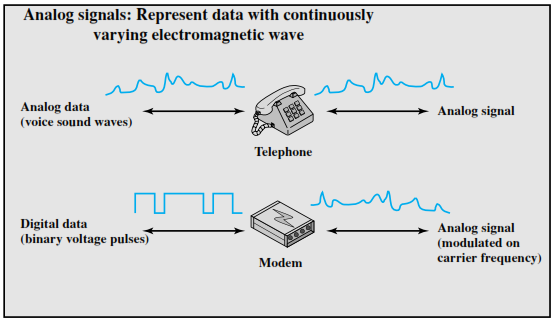 Analog signals: Represent data with continuously
varying electromagnetic wave
Analog data
(voice sound waves)
Telephone
Analog signal
Digital data
(binary voltage pulses)
Modem
Analog signal
(modulated on
carrier frequency)